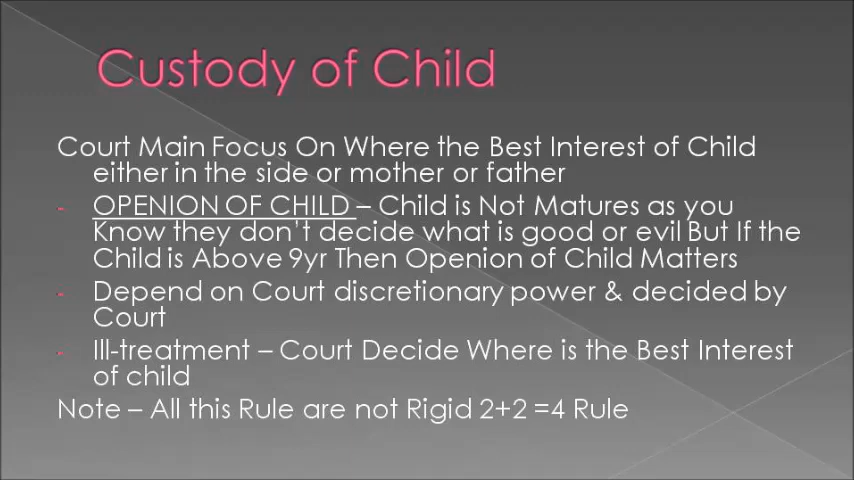 Custody of Child
Court Main Focus On Where the Best Interest of Child
either in the side or mother or father
- OPENION OF CHILD – Child is Not Matures as you
Know they don't decide what is good or evil But If the
Child is Above 9yr Then Openion of Child Matters
- Depend on Court discretionary power & decided by
Court
- Ill-treatment – Court Decide Where is the Best Interest
of child
Note – All this Rule are not Rigid 2+2 =4 Rule